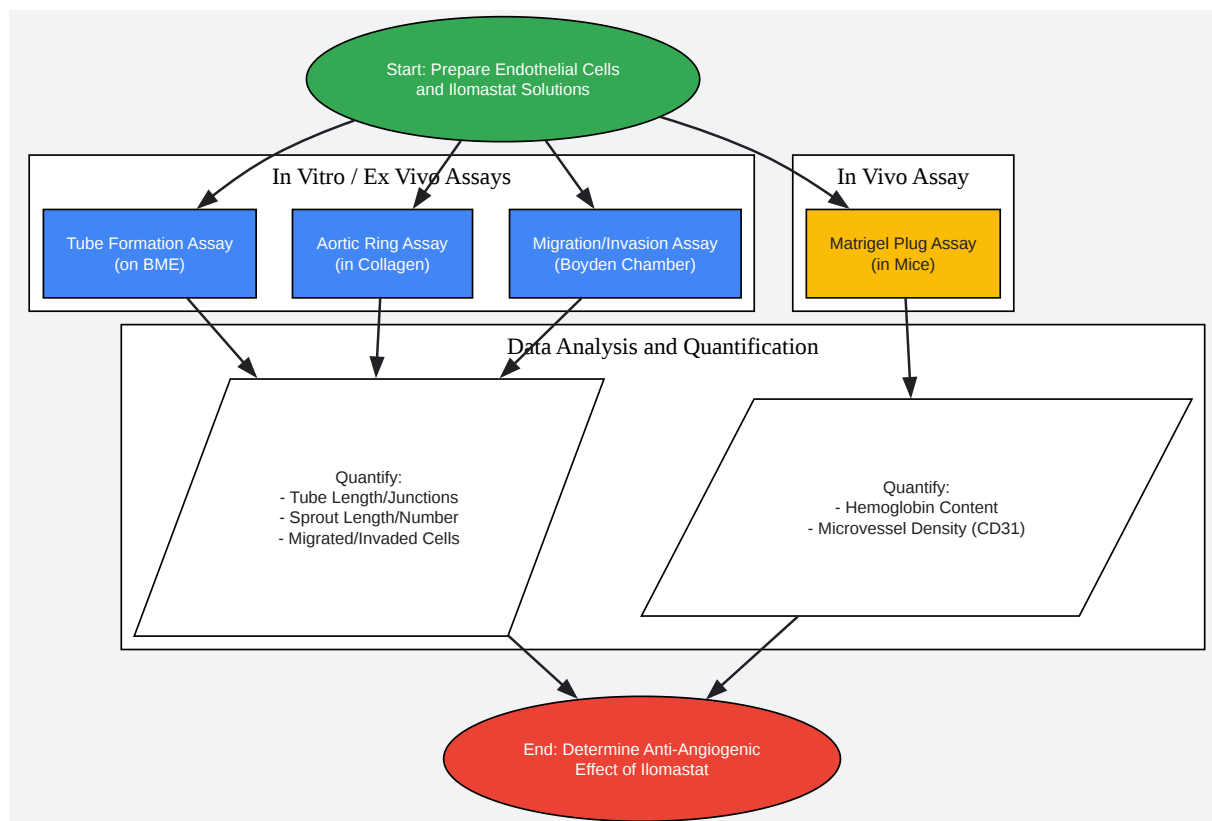 Start: Prepare Endothelial Cells
and Ilomastat Solutions
In Vitro / Ex Vivo Assays
In Vivo Assay
Tube Formation Assay
(on BME)
Aortic Ring Assay
(in Collagen)
Migration/Invasion Assay
(Boyden Chamber)
Matrigel Plug Assay
(in Mice)
Data Analysis and Quantification
Quantify:
- Tube Length/Junctions
- Sprout Length/Number
- Migrated/Invaded Cells
Quantify:
- Hemoglobin Content
- Microvessel Density (CD31)
End: Determine Anti-Angiogenic
Effect of Ilomastat